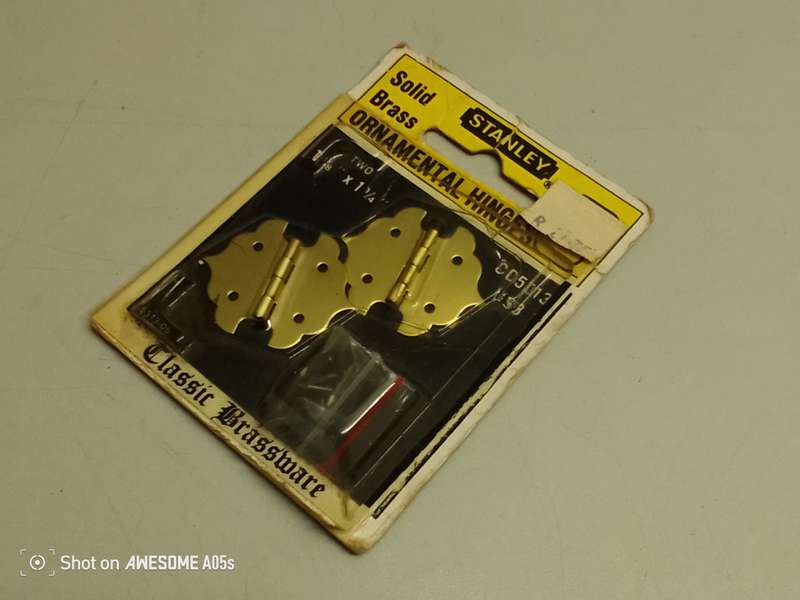 Solid
Brass
STANLEY
ORNAMENTAL HINGES
TWO
x 1¼
Classic Brassware
Shot on AWESOME A05s